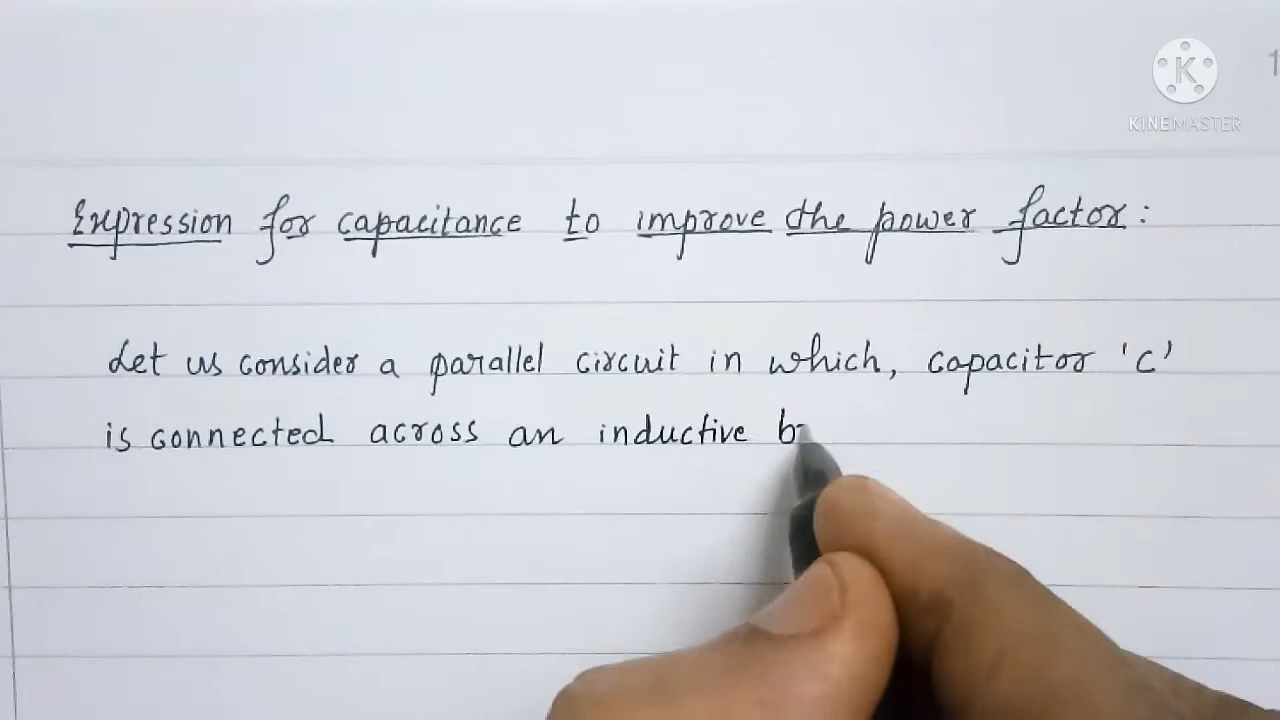 KINEMASTER
1
Expression for capacitance to improve the power factor:
Let us consider a parallel circuit in which, capacitor 'c'
is connected across an inductive